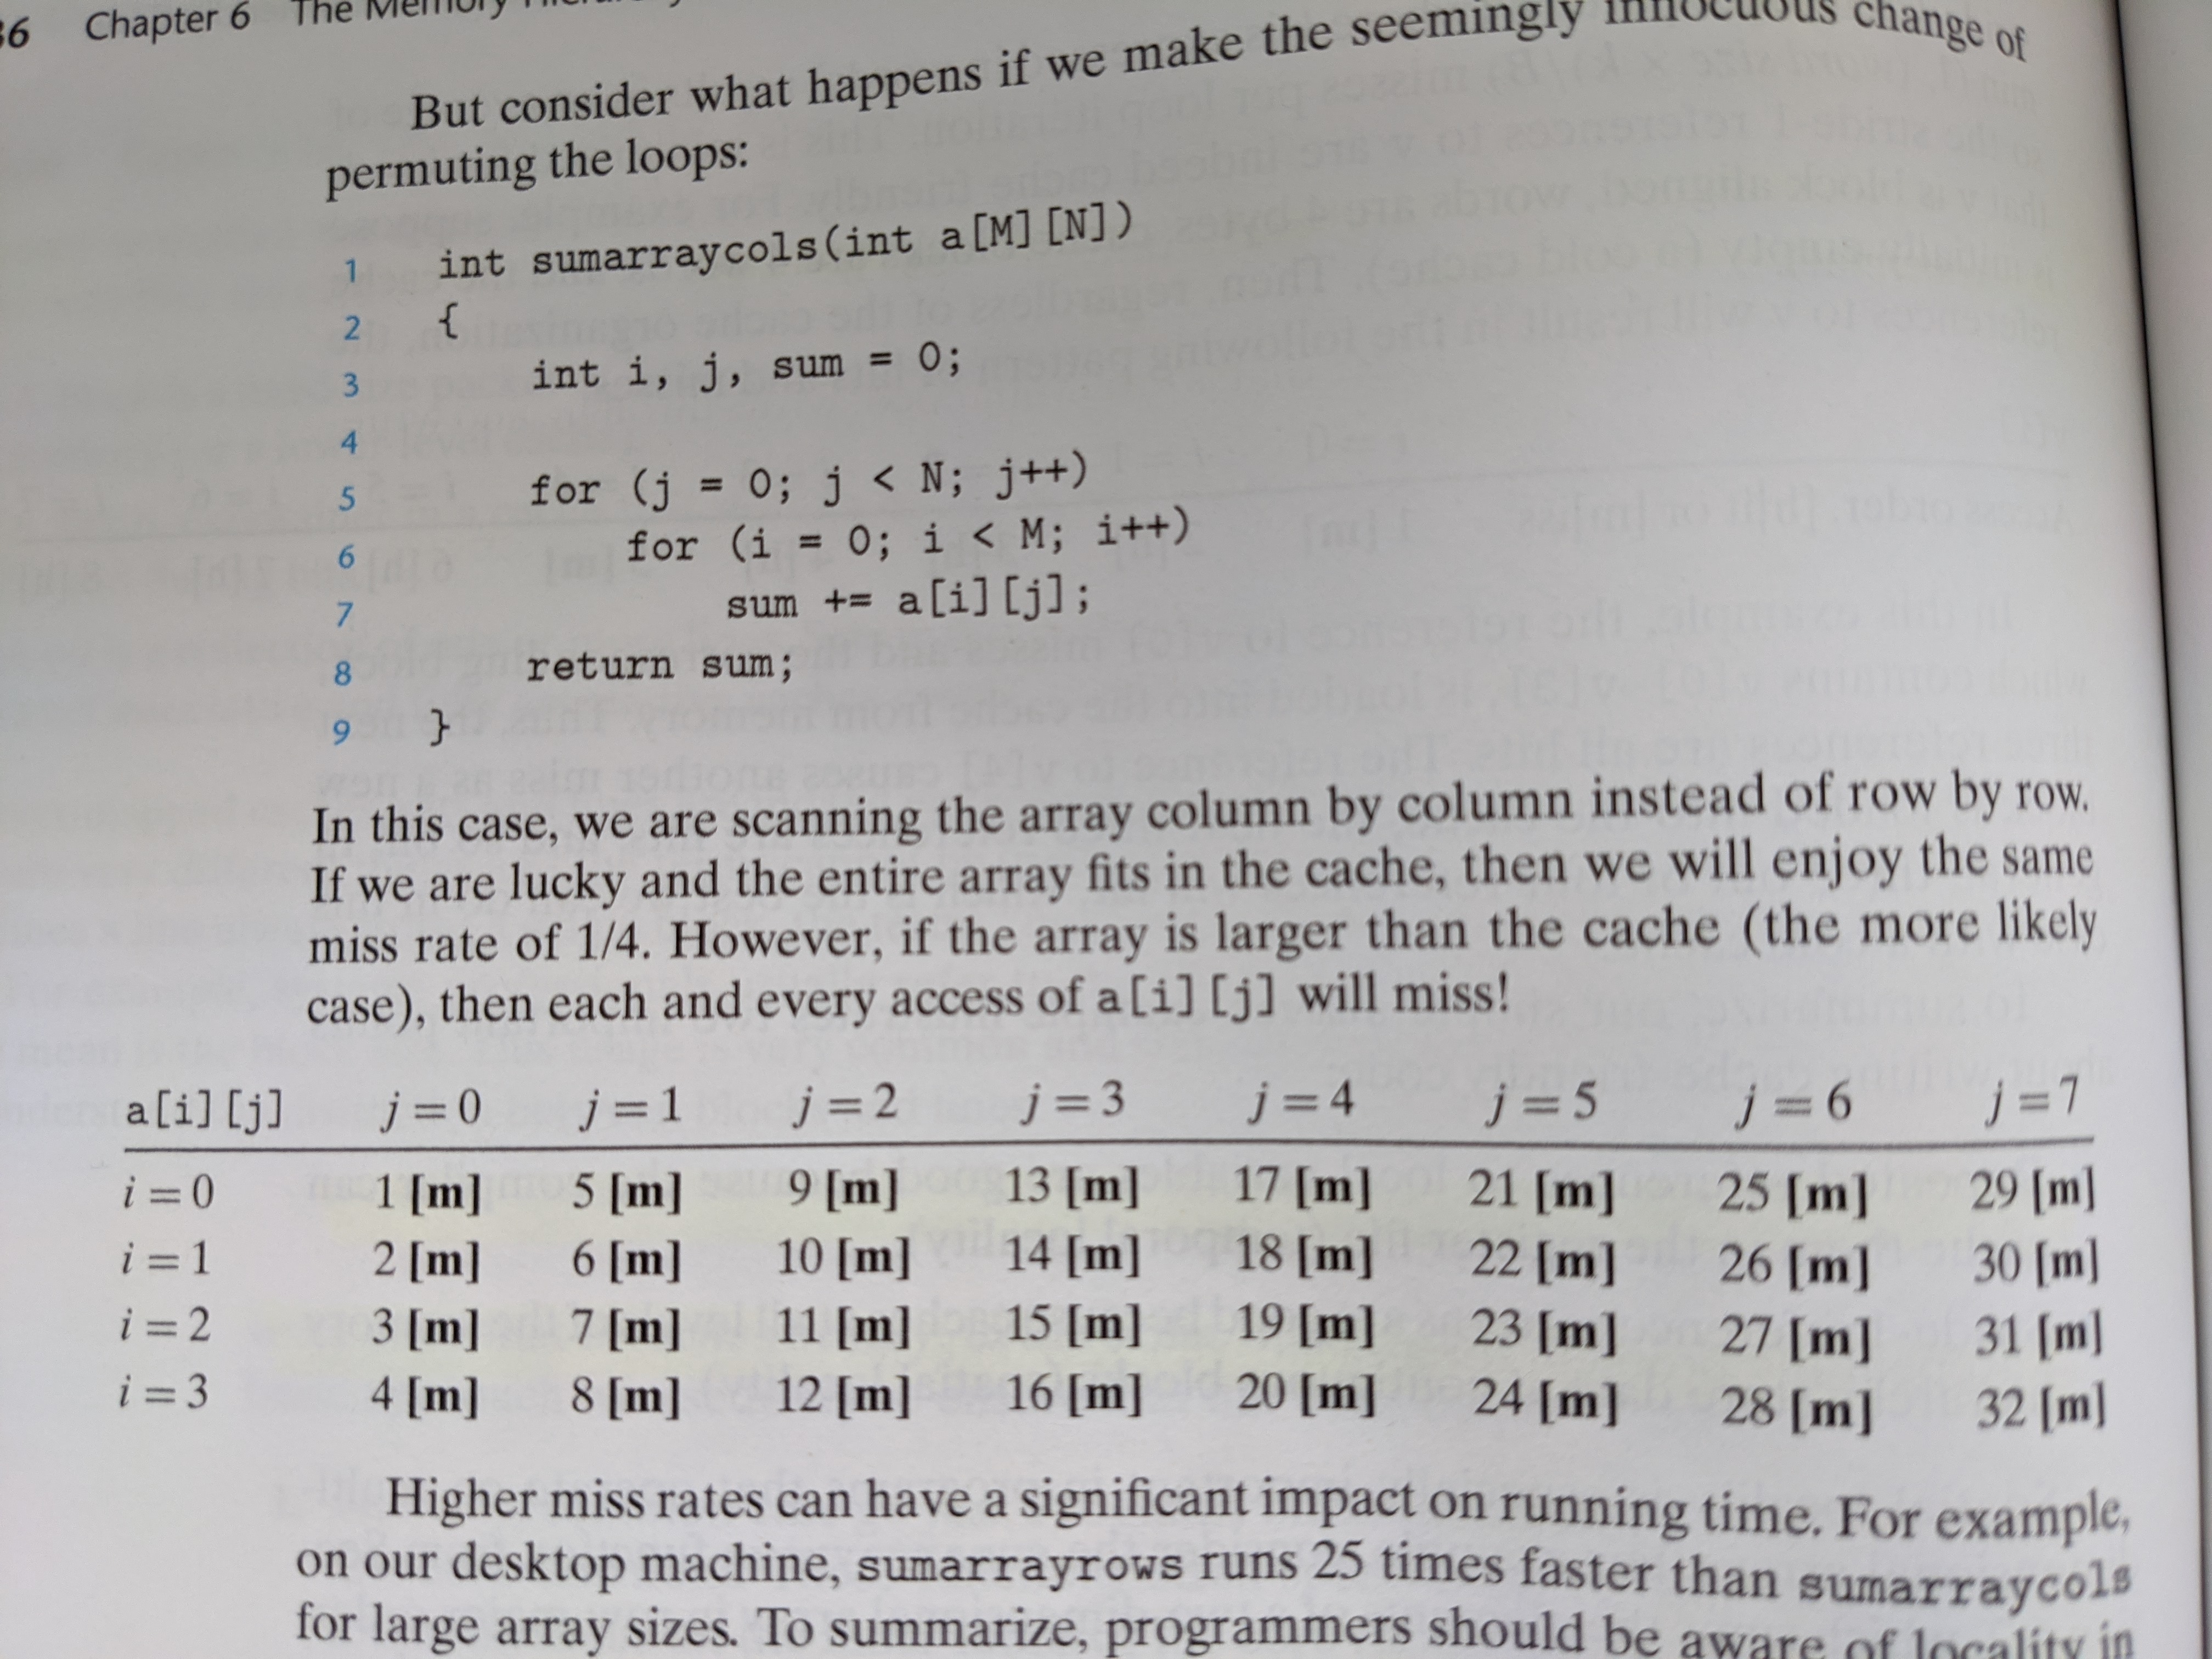 36 Chapter 6 The Memory
But consider what happens if we make the seemingly innocuous change of
permuting the loops:
1 int sumarraycols(int a[M][N])
2 {
3 int i, j, sum = 0;
4
5 for (j = 0; j < N; j++)
6 for (i = 0; i < M; i++)
7 sum += a[i][j];
8 return sum;
9 }
In this case, we are scanning the array column by column instead of row by row.
If we are lucky and the entire array fits in the cache, then we will enjoy the same
miss rate of 1/4. However, if the array is larger than the cache (the more likely
case), then each and every access of a[i][j] will miss!
a[i][j] j = 0 j = 1 j = 2 j = 3 j = 4 j = 5 j = 6 j = 7
i = 0 1 [m] 5 [m] 9 [m] 13 [m] 17 [m] 21 [m] 25 [m] 29 [m]
i = 1 2 [m] 6 [m] 10 [m] 14 [m] 18 [m] 22 [m] 26 [m] 30 [m]
i = 2 3 [m] 7 [m] 11 [m] 15 [m] 19 [m] 23 [m] 27 [m] 31 [m]
i = 3 4 [m] 8 [m] 12 [m] 16 [m] 20 [m] 24 [m] 28 [m] 32 [m]
Higher miss rates can have a significant impact on running time. For example,
on our desktop machine, sumarrayrows runs 25 times faster than sumarraycols
for large array sizes. To summarize, programmers should be aware of locality in